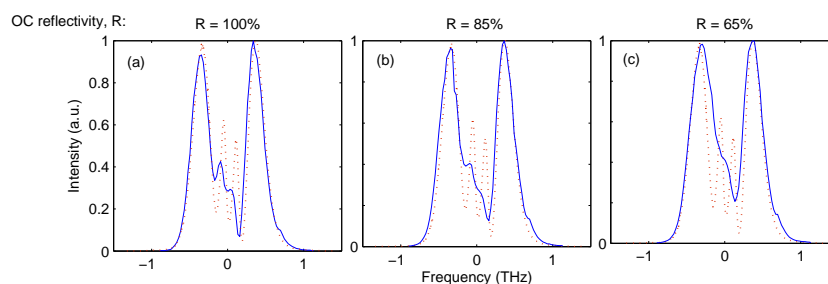 OC reflectivity, R:
R = 100%
R = 85%
R = 65%
(a)
(b)
(c)
Intensity (a.u.)
1
0.8
0.6
0.4
0.2
0
1
0
1
0
−1
0
1
−1
0
1
−1
0
1
Frequency (THz)